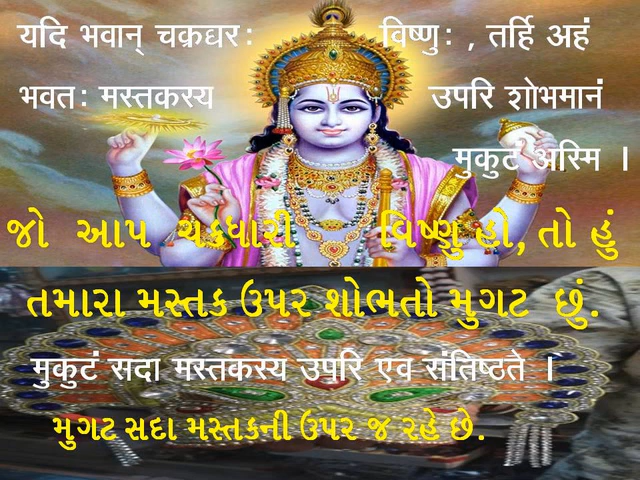 यदि भवान् चक्रधरः विष्णुः , तर्हि अहं
भवतः मस्तकस्य उपरि शोभमानं
मुकुटं अस्मि ।
જો આપ ચક્રધારી વિષ્ણુ હો, તો હું
તમારા મસ્તક ઉપર શોભતો મુગટ છું.
मुकुटं सदा मस्तकस्य उपरि एव संतिष्ठते ।
મુગટ સદા મસ્તકની ઉપર જ રહે છે.